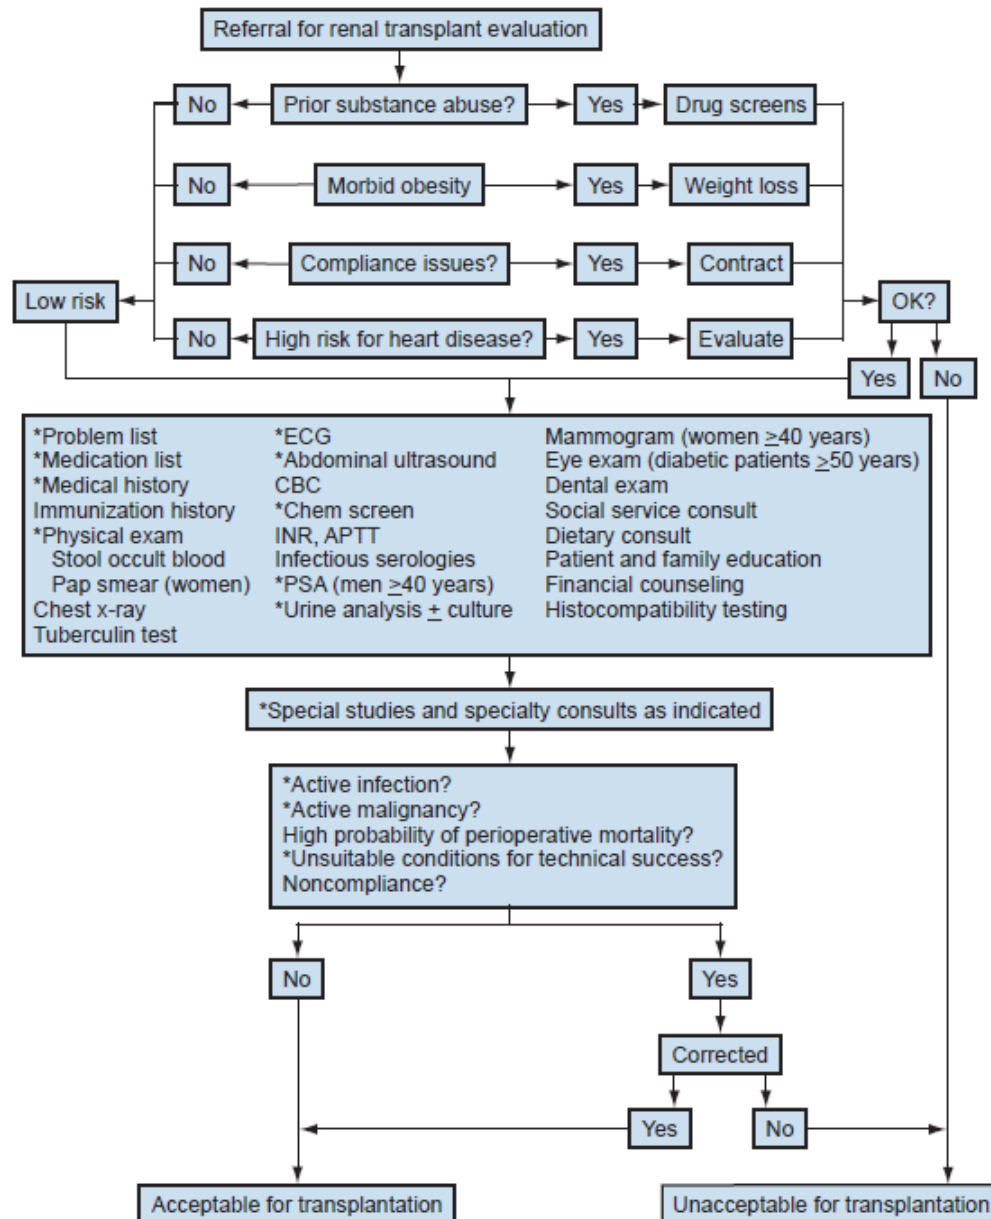 Referral for renal transplant evaluation
No
Prior substance abuse?
Yes
Drug screens
No
Morbid obesity
Yes
Weight loss
No
Compliance issues?
Yes
Contract
Low risk
OK?
No
High risk for heart disease?
Yes
Evaluate
Yes
No
*Problem list
*Medication list
*Medical history
Immunization history
*Physical exam
Stool occult blood
Pap smear (women)
Chest x-ray
Tuberculin test
*ECG
*Abdominal ultrasound
CBC
*Chem screen
INR, APTT
Infectious serologies
*PSA (men ≥40 years)
*Urine analysis ± culture
Mammogram (women ≥40 years)
Eye exam (diabetic patients ≥50 years)
Dental exam
Social service consult
Dietary consult
Patient and family education
Financial counseling
Histocompatibility testing
*Special studies and specialty consults as indicated
*Active infection?
*Active malignancy?
High probability of perioperative mortality?
*Unsuitable conditions for technical success?
Noncompliance?
No
Yes
Corrected
Yes
No
Acceptable for transplantation
Unacceptable for transplantation